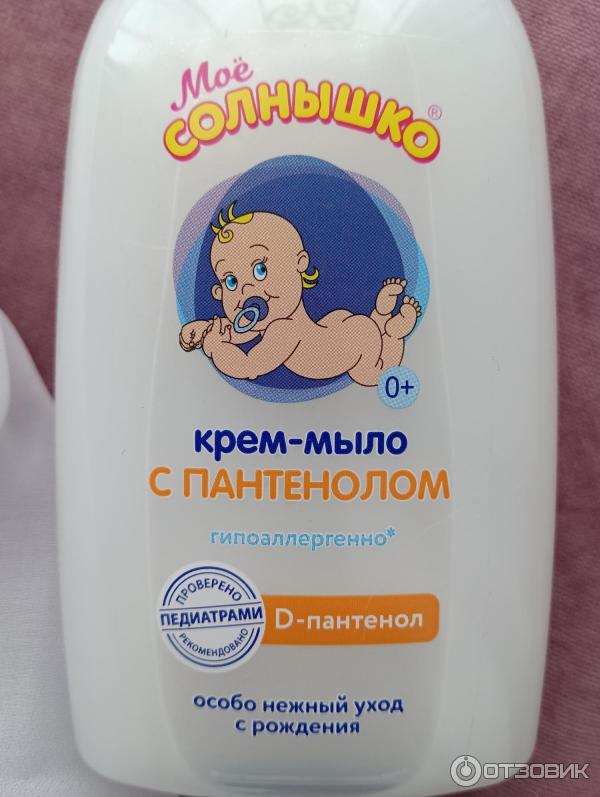 Моё
СОЛНЫШКО®
0+
крем-мыло
С ПАНТЕНОЛОМ
гипоаллергенно*
ПРОВЕРЕНО
ПЕДИАТРАМИ
РЕКОМЕНДОВАНО
D-пантенол
особо нежный уход
с рождения
ОТЗОВИК